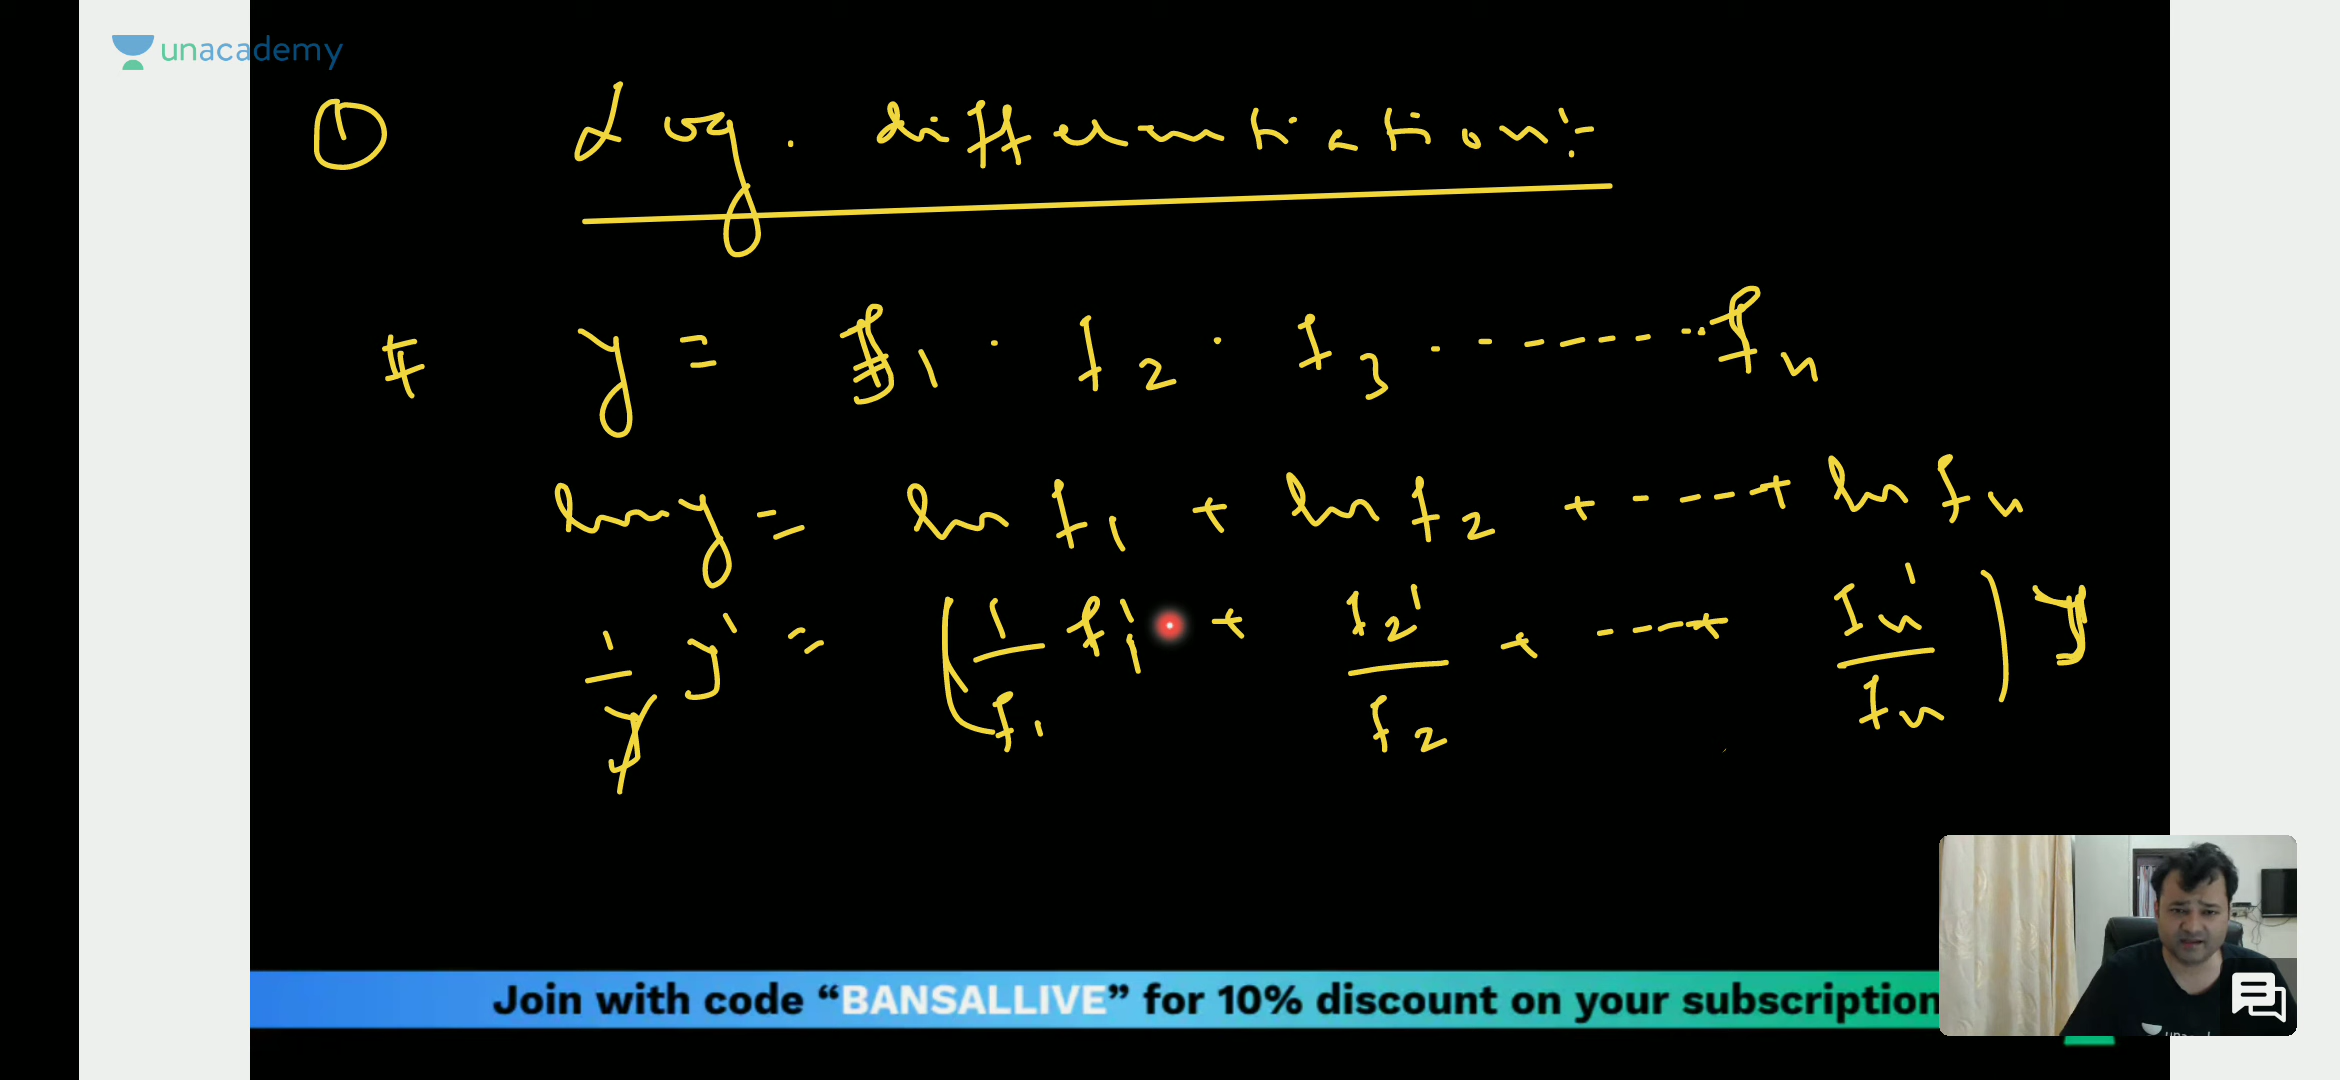 unacademy
① Log. differentiation:-
# y = f₁ · f₂ · f₃ · ------- fₙ
ln y = ln f₁ + ln f₂ + ----+ ln fₙ
1/y y' = (1/f₁ f₁' + f₂'/f₂ + ----+ fₙ'/fₙ) y
Join with code “BANSALLIVE” for 10% discount on your subscription